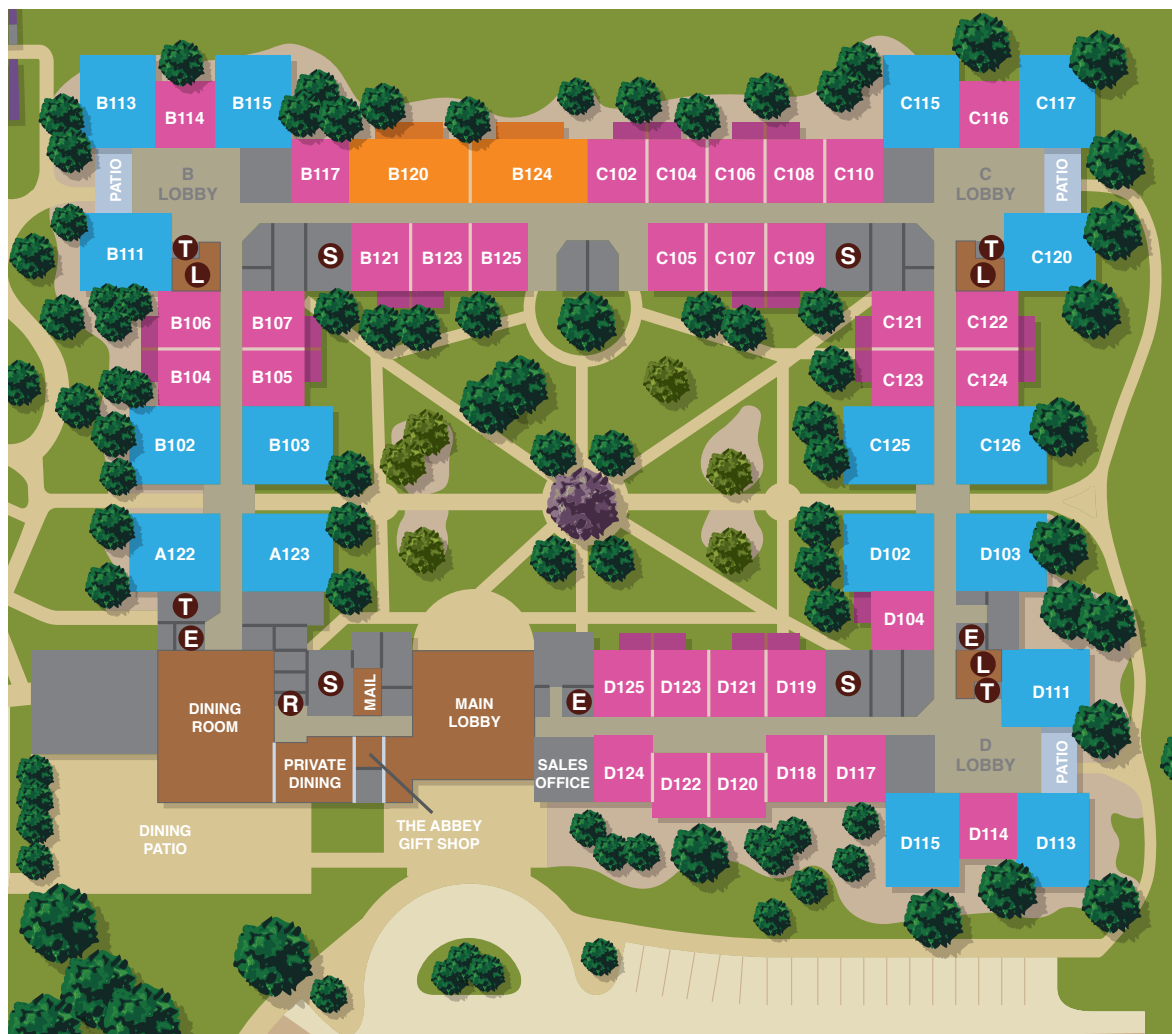 B113
B114
B115
C115
C116
C117
PATIO
B
LOBBY
B117
B120
B124
C102
C104
C106
C108
C110
C
LOBBY
PATIO
B111
T
L
S
B121
B123
B125
C105
C107
C109
S
T
L
C120
B106
B107
C121
C122
B104
B105
C123
C124
B102
B103
C125
C126
A122
A123
D102
D103
T
E
D104
E
L
T
DINING
ROOM
R
S
MAIL
MAIN
LOBBY
E
D125
D123
D121
D119
S
D111
PRIVATE
DINING
SALES
OFFICE
D124
D122
D120
D118
D117
D
LOBBY
PATIO
DINING
PATIO
THE ABBEY
GIFT SHOP
D115
D114
D113